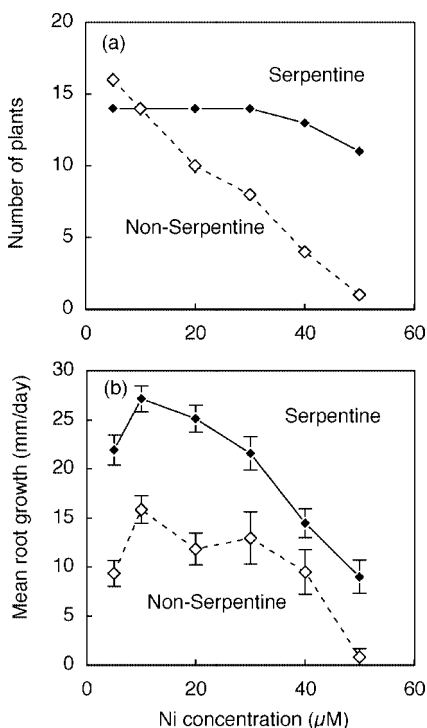 (a)
Serpentine
Non-Serpentine
Number of plants
20
15
10
5
0
0
20
40
60
(b)
Serpentine
Non-Serpentine
Mean root growth (mm/day)
30
25
20
15
10
5
0
0
20
40
60
Ni concentration (μM)